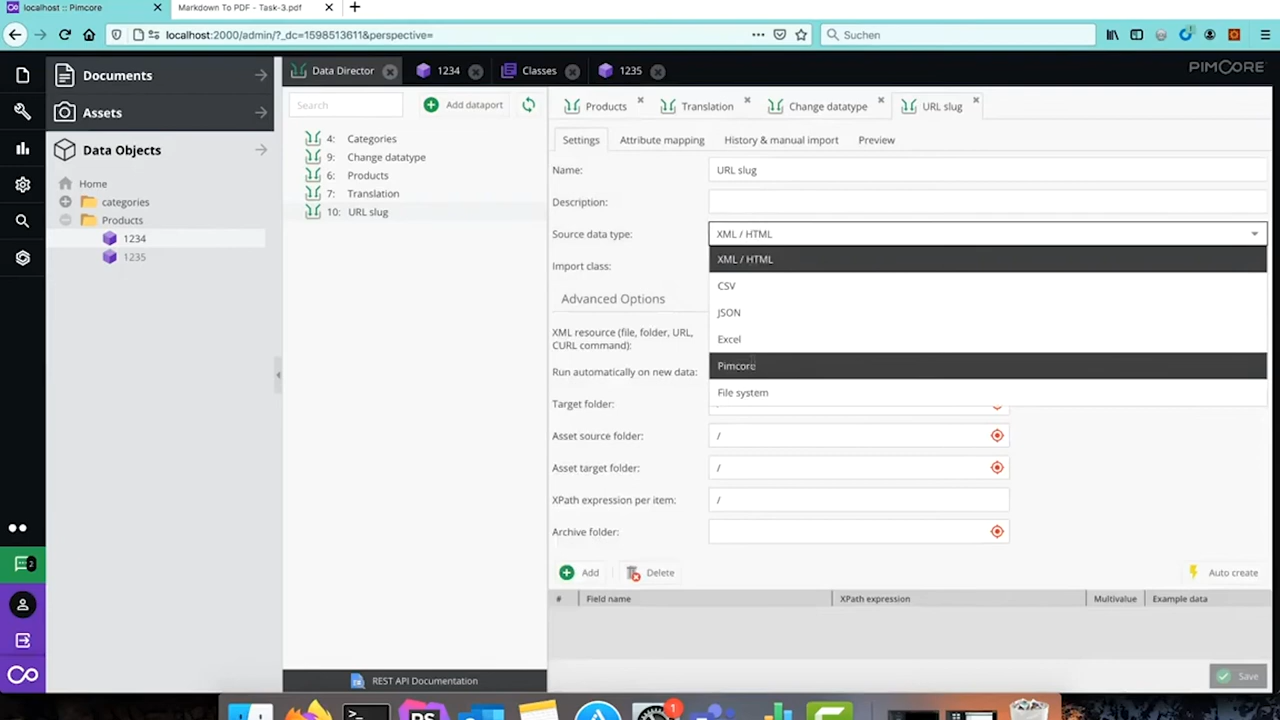 localhost :: Pimcore
Markdown To PDF - Task-3.pdf
localhost:2000/admin/?_dc=1598513611&perspective=
Suchen
Documents
Assets
Data Objects
Home
categories
Products
1234
1235
2
Data Director
1234
Classes
1235
PIMCORE
Search
Add dataport
4: Categories
9: Change datatype
6: Products
7: Translation
10: URL slug
REST API Documentation
Products
Translation
Change datatype
URL slug
Settings
Attribute mapping
History & manual import
Preview
Name:
URL slug
Description:
Source data type:
XML / HTML
XML / HTML
CSV
JSON
Excel
Pimcore
File system
Import class:
Advanced Options
XML resource (file, folder, URL,
CURL command):
Run automatically on new data:
Target folder:
Asset source folder:
/
Asset target folder:
/
XPath expression per item:
/
Archive folder:
Add
Delete
Auto create
# Field name XPath expression Multivalue Example data
Save
1